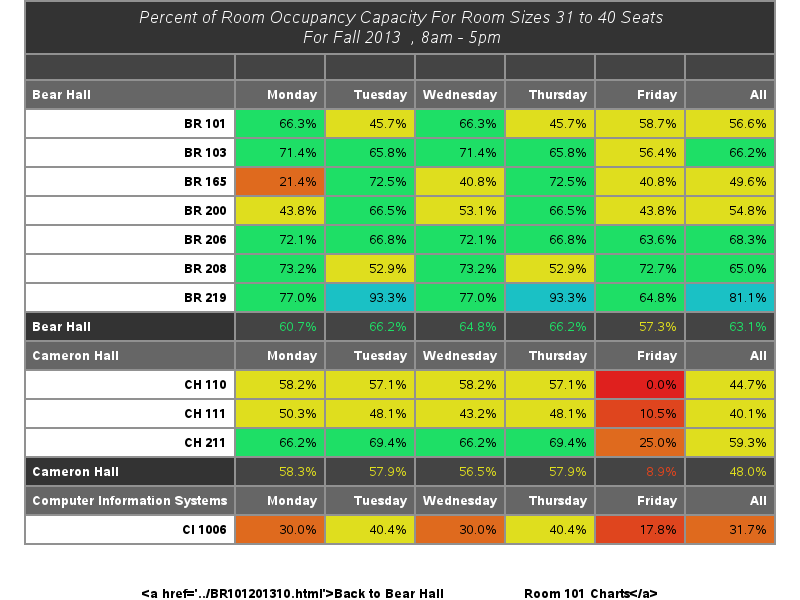 Percent of Room Occupancy Capacity For Room Sizes 31 to 40 Seats
For Fall 2013 , 8am - 5pm
Bear Hall Monday Tuesday Wednesday Thursday Friday All
BR 101 66.3% 45.7% 66.3% 45.7% 58.7% 56.6%
BR 103 71.4% 65.8% 71.4% 65.8% 56.4% 66.2%
BR 165 21.4% 72.5% 40.8% 72.5% 40.8% 49.6%
BR 200 43.8% 66.5% 53.1% 66.5% 43.8% 54.8%
BR 206 72.1% 66.8% 72.1% 66.8% 63.6% 68.3%
BR 208 73.2% 52.9% 73.2% 52.9% 72.7% 65.0%
BR 219 77.0% 93.3% 77.0% 93.3% 64.8% 81.1%
Bear Hall 60.7% 66.2% 64.8% 66.2% 57.3% 63.1%
Cameron Hall Monday Tuesday Wednesday Thursday Friday All
CH 110 58.2% 57.1% 58.2% 57.1% 0.0% 44.7%
CH 111 50.3% 48.1% 43.2% 48.1% 10.5% 40.1%
CH 211 66.2% 69.4% 66.2% 69.4% 25.0% 59.3%
Cameron Hall 58.3% 57.9% 56.5% 57.9% 8.9% 48.0%
Computer Information Systems Monday Tuesday Wednesday Thursday Friday All
CI 1006 30.0% 40.4% 30.0% 40.4% 17.8% 31.7%
<a href='../BR101201310.html'>Back to Bear Hall Room 101 Charts</a>